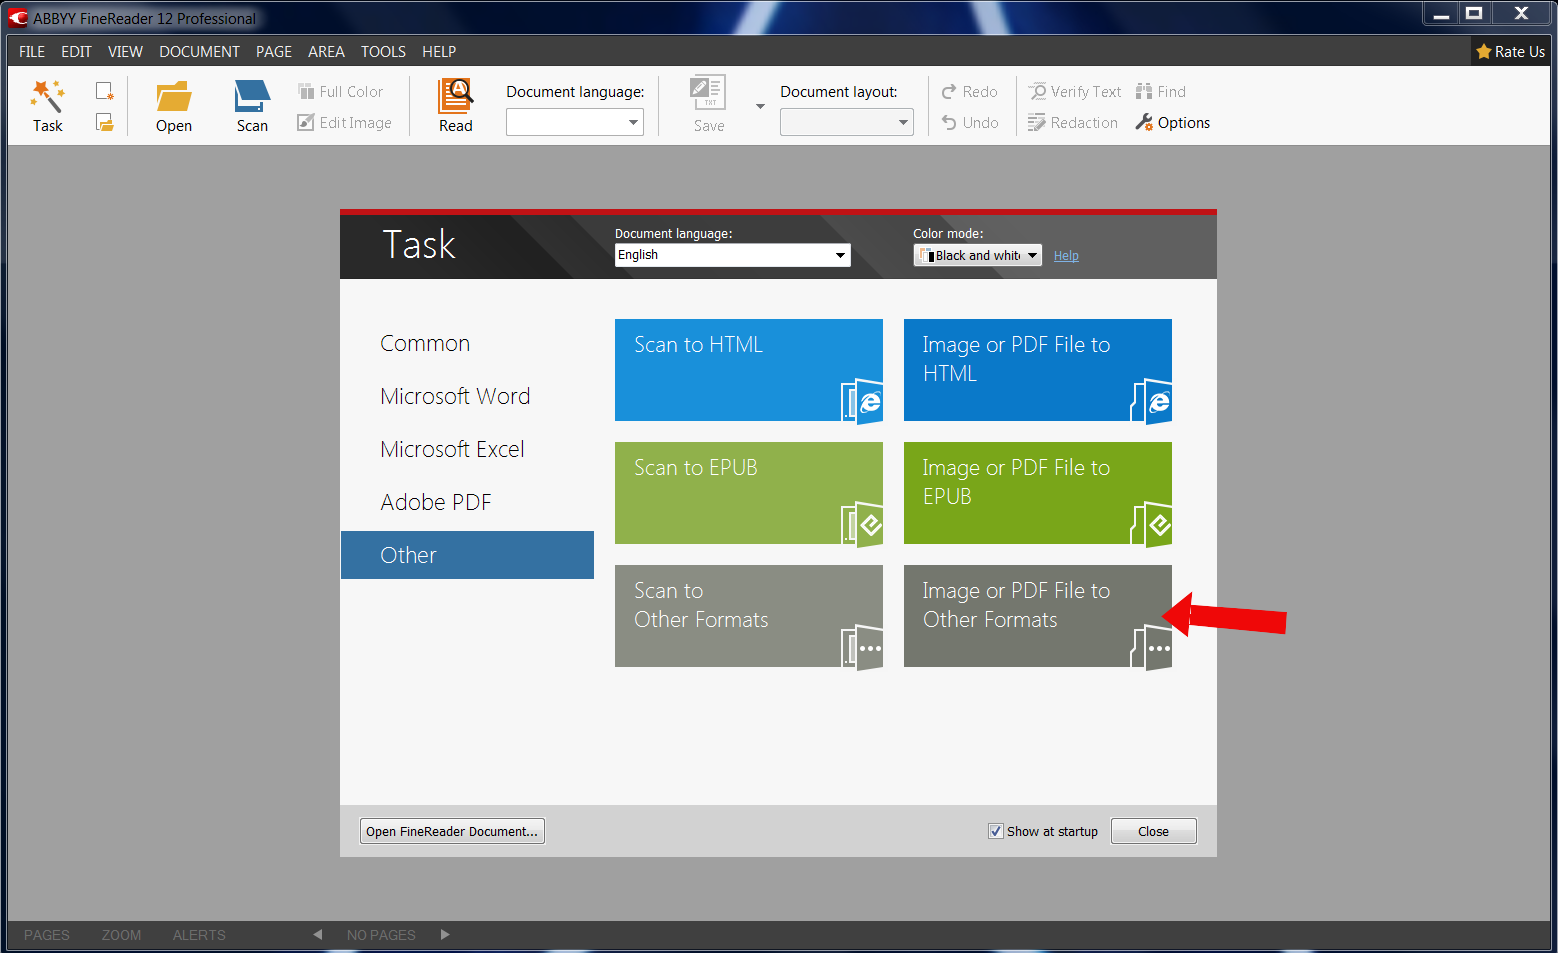 ABBYY FineReader 12 Professional
FILE EDIT VIEW DOCUMENT PAGE AREA TOOLS HELP
Rate Us
Task
Open
Scan
Full Color
Edit Image
Read
Document language:
TXT
Save
Document layout:
Redo
Undo
Verify Text
Redaction
Find
Options
Task
Document language:
English
Color mode:
Black and white
Help
Common
Microsoft Word
Microsoft Excel
Adobe PDF
Other
Scan to HTML
Image or PDF File to
HTML
Scan to EPUB
Image or PDF File to
EPUB
Scan to
Other Formats
Image or PDF File to
Other Formats
Open FineReader Document...
Show at startup
Close
PAGES ZOOM ALERTS NO PAGES